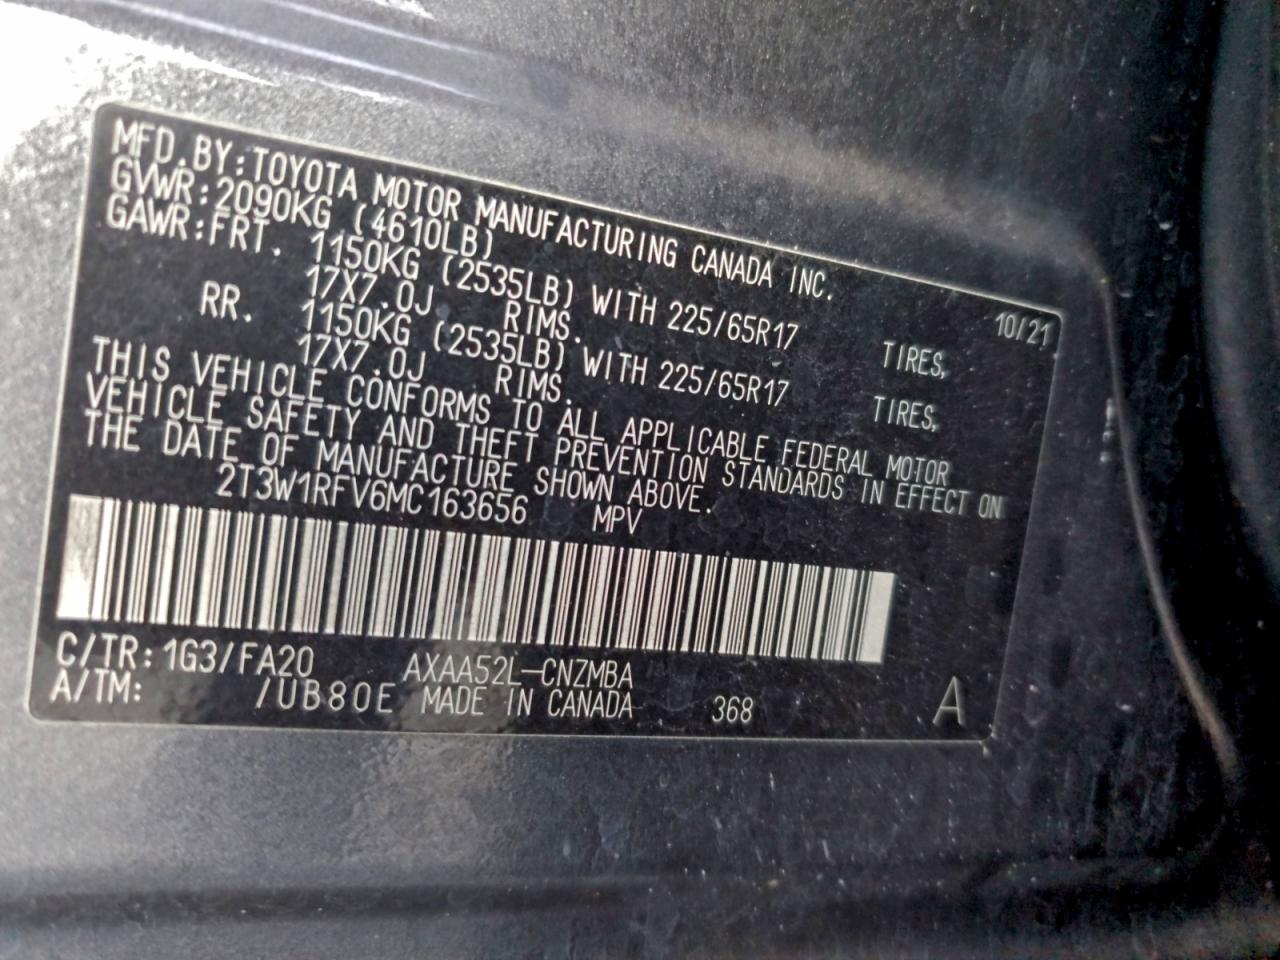 MFD.BY:TOYOTA MOTOR MANUFACTURING CANADA INC.
GVWR:2090KG (4610LB) 10/21
GAWR:FRT. 1150KG (2535LB) WITH 225/65R17 TIRES,
17X7.0J RIMS.
RR. 1150KG (2535LB) WITH 225/65R17 TIRES,
17X7.0J RIMS.
THIS VEHICLE CONFORMS TO ALL APPLICABLE FEDERAL MOTOR
VEHICLE SAFETY AND THEFT PREVENTION STANDARDS IN EFFECT ON
THE DATE OF MANUFACTURE SHOWN ABOVE.
2T3W1RFV6MC163656 MPV
C/TR:1G3/FA20 AXAA52L-CNZMBA
A/TM: /UB80E MADE IN CANADA 368 A